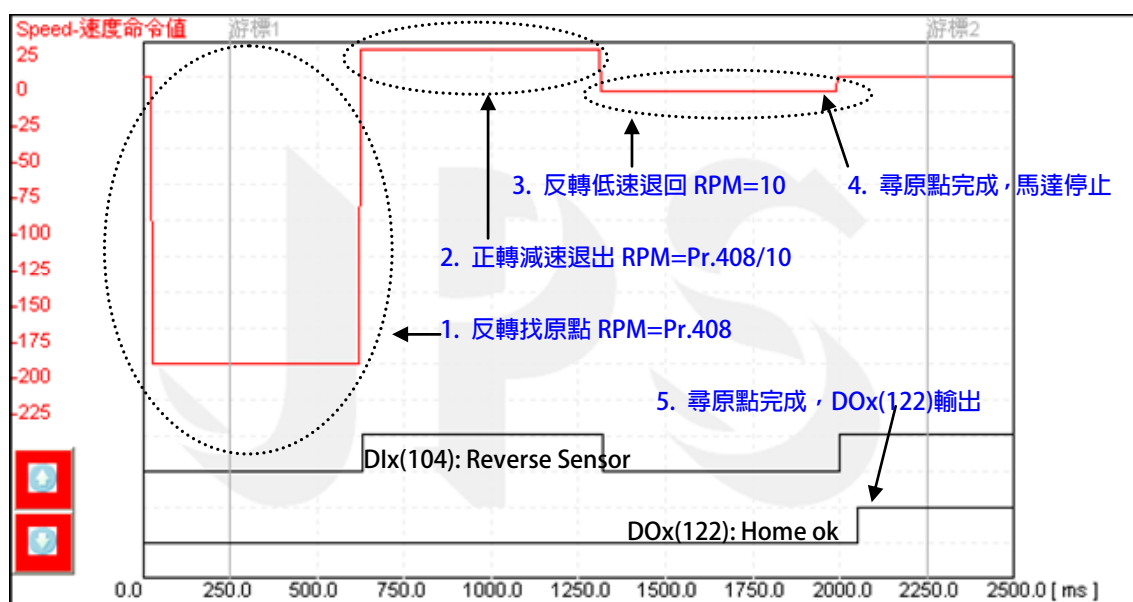 Speed-速度命令值
游標1
游標2
25
0
-25
-50
-75
-100
-125
-150
-175
-200
-225
3. 反轉低速退回 RPM=10
4. 尋原點完成，馬達停止
2. 正轉減速退出 RPM=Pr.408/10
1. 反轉找原點 RPM=Pr.408
5. 尋原點完成，DOx(122)輸出
JPS
DIx(104): Reverse Sensor
DOx(122): Home ok
0.0 250.0 500.0 750.0 1000.0 1250.0 1500.0 1750.0 2000.0 2250.0 2500.0 [ ms ]